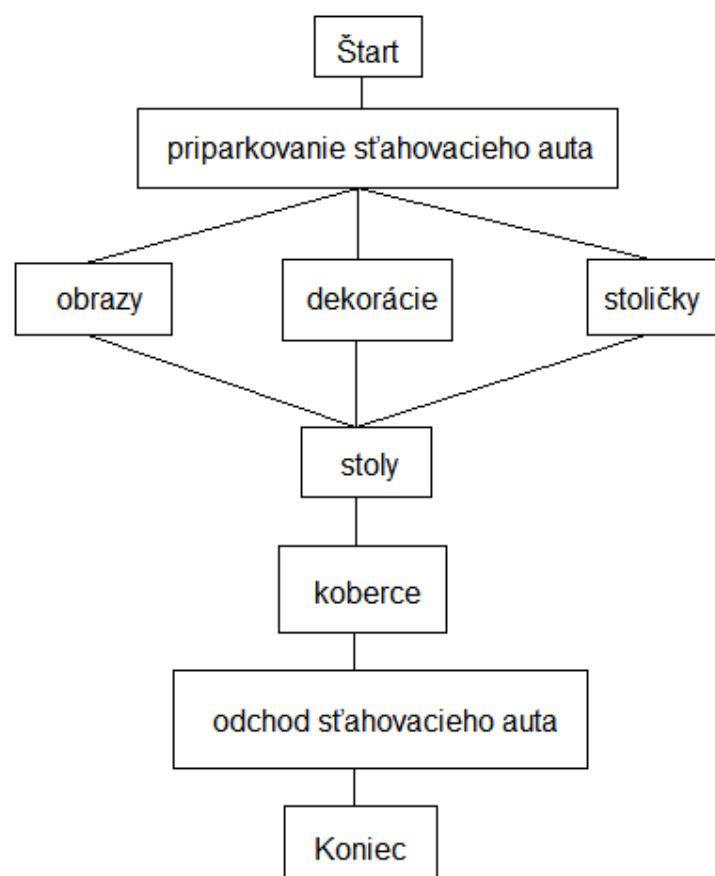 Štart
priparkovanie sťahovacieho auta
obrazy
dekorácie
stoličky
stoly
koberce
odchod sťahovacieho auta
Koniec